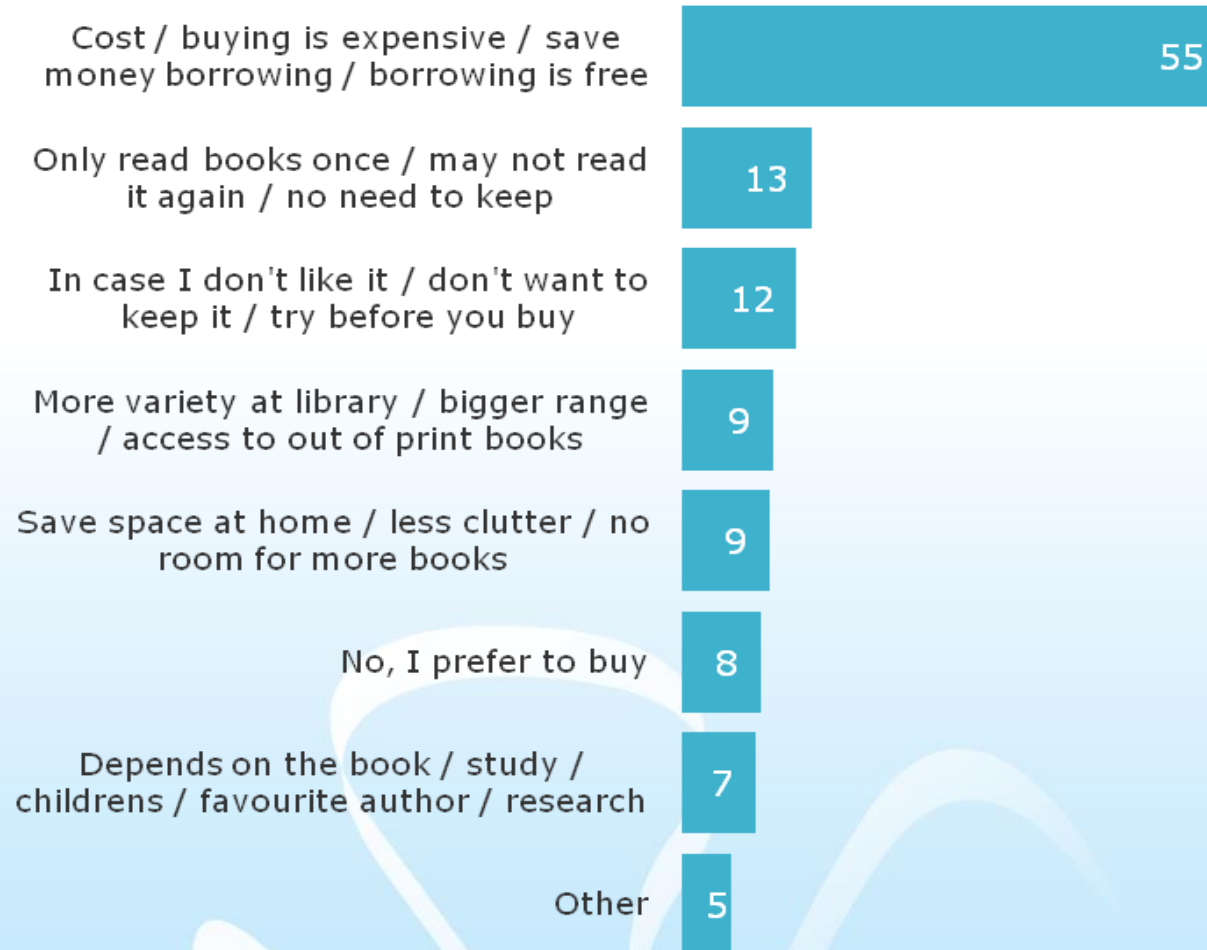 Cost / buying is expensive / save
money borrowing / borrowing is free
55
Only read books once / may not read
it again / no need to keep
13
In case I don't like it / don't want to
keep it / try before you buy
12
More variety at library / bigger range
/ access to out of print books
9
Save space at home / less clutter / no
room for more books
9
No, I prefer to buy
8
Depends on the book / study /
childrens / favourite author / research
7
Other
5